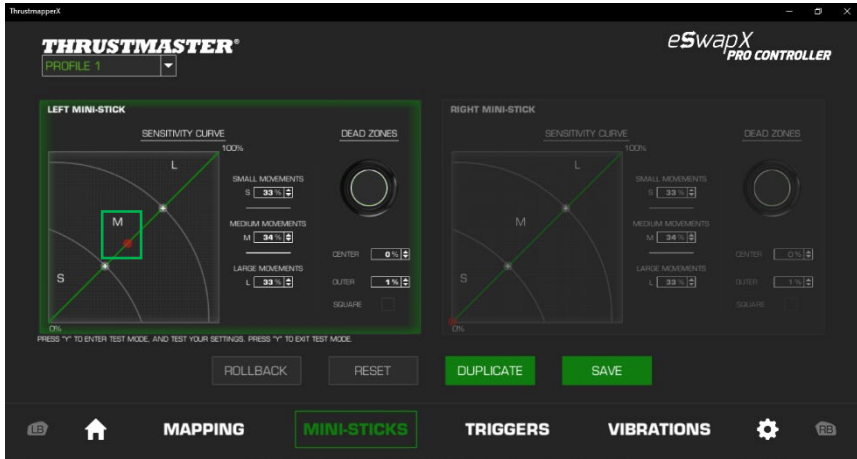 ThrustmapperX
THRUSTMASTER®
PROFILE 1
eSwapX
PRO CONTROLLER
LEFT MINI-STICK
SENSITIVITY CURVE
DEAD ZONES
100%
L
SMALL MOVEMENTS
S 33 %
M
MEDIUM MOVEMENTS
M 34 %
CENTER 0 %
LARGE MOVEMENTS
S
L 33 %
OUTER 1 %
SQUARE
0%
RIGHT MINI-STICK
SENSITIVITY CURVE
DEAD ZONES
100%
L
SMALL MOVEMENTS
S 33 %
M
MEDIUM MOVEMENTS
M 34 %
CENTER 0 %
LARGE MOVEMENTS
S
L 33 %
OUTER 1 %
SQUARE
0%
PRESS "Y" TO ENTER TEST MODE, AND TEST YOUR SETTINGS. PRESS "Y" TO EXIT TEST MODE.
ROLLBACK
RESET
DUPLICATE
SAVE
LB
MAPPING
MINI-STICKS
TRIGGERS
VIBRATIONS
RB